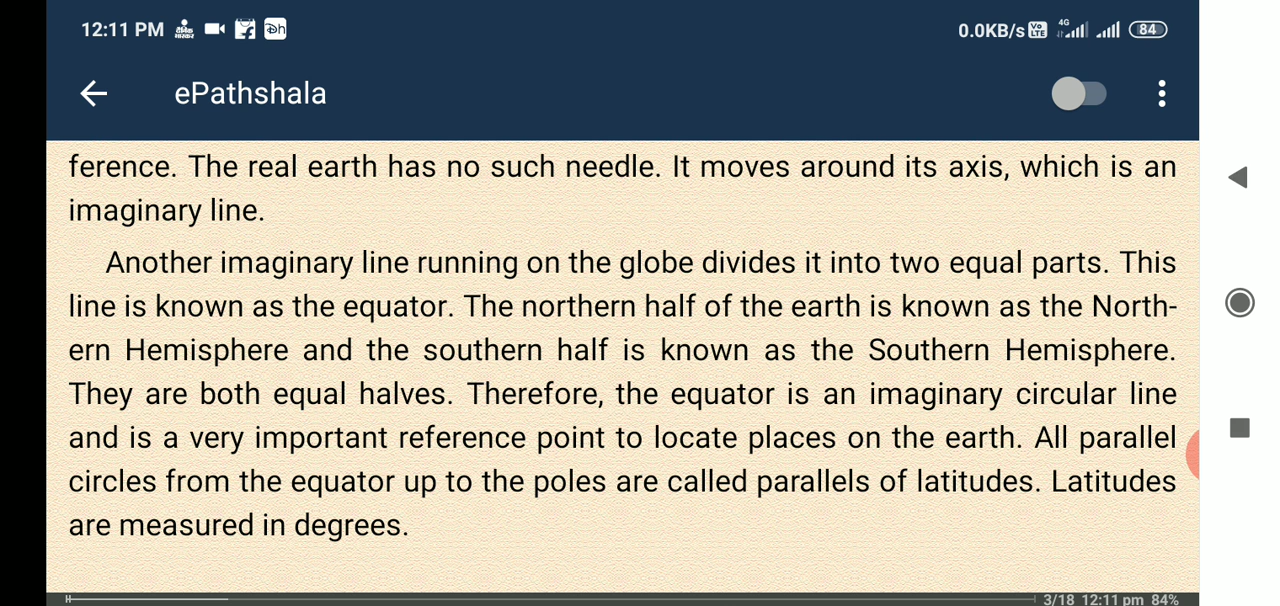 12:11 PM दैनिक भास्कर Dh 0.0KB/s Vo LTE 4G 84
ePathshala
ference. The real earth has no such needle. It moves around its axis, which is an
imaginary line.
Another imaginary line running on the globe divides it into two equal parts. This
line is known as the equator. The northern half of the earth is known as the North-
ern Hemisphere and the southern half is known as the Southern Hemisphere.
They are both equal halves. Therefore, the equator is an imaginary circular line
and is a very important reference point to locate places on the earth. All parallel
circles from the equator up to the poles are called parallels of latitudes. Latitudes
are measured in degrees.
3/18 12:11 pm 84%